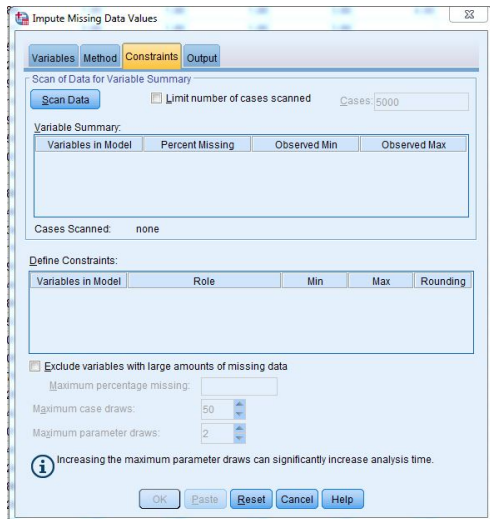 Impute Missing Data Values
Variables Method Constraints Output
Scan of Data for Variable Summary
Scan Data Limit number of cases scanned Cases: 5000
Variable Summary:
Variables in Model Percent Missing Observed Min Observed Max
Cases Scanned: none
Define Constraints:
Variables in Model Role Min Max Rounding
Exclude variables with large amounts of missing data
Maximum percentage missing:
Maximum case draws: 50
Maximum parameter draws: 2
Increasing the maximum parameter draws can significantly increase analysis time.
OK Paste Reset Cancel Help